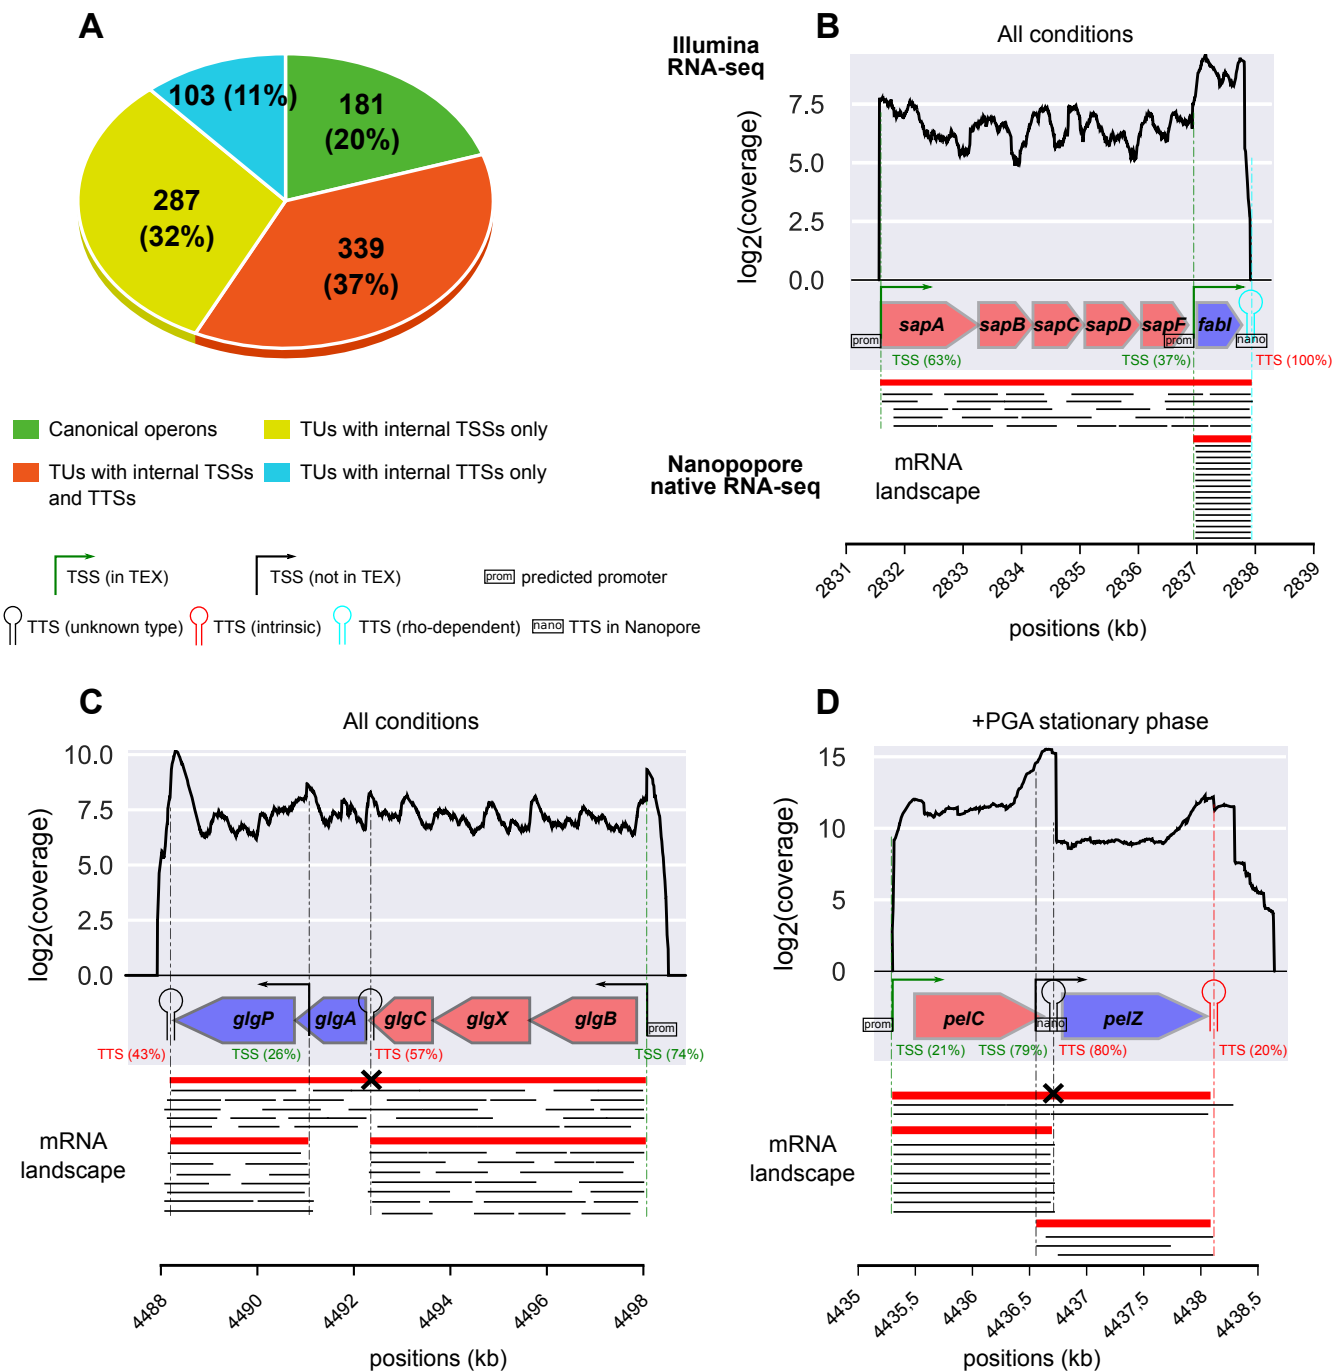 A
103 (11%)
181
(20%)
287
(32%)
339
(37%)
Canonical operons
TUs with internal TSSs only
TUs with internal TSSs
and TTSs
TUs with internal TTSs only
TSS (in TEX)
TSS (not in TEX)
prom predicted promoter
TTS (unknown type)
TTS (intrinsic)
TTS (rho-dependent)
nano TTS in Nanopore
B
Illumina
RNA-seq
All conditions
log2(coverage)
7.5
5.0
2.5
0.0
sapA
sapB
sapC
sapD
sapF
fabI
prom
prom
nano
TSS (63%)
TSS (37%)
TTS (100%)
Nanopopore
native RNA-seq
mRNA
landscape
2831
2832
2833
2834
2835
2836
2837
2838
2839
positions (kb)
C
All conditions
log2(coverage)
10.0
7.5
5.0
2.5
0.0
glgP
glgA
glgC
glgX
glgB
prom
TTS (43%)
TSS (26%)
TTS (57%)
TSS (74%)
mRNA
landscape
4488
4490
4492
4494
4496
4498
positions (kb)
D
+PGA stationary phase
log2(coverage)
15
10
5
0
prom
pelC
nano
pelZ
TSS (21%)
TSS (79%)
TTS (80%)
TTS (20%)
mRNA
landscape
4435
4435,5
4436
4436,5
4437
4437,5
4438
4438,5
positions (kb)